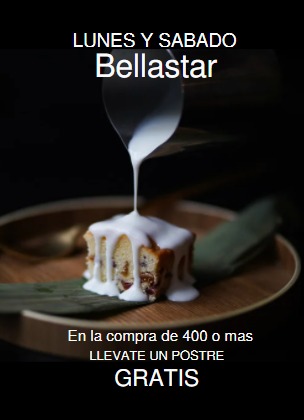 LUNES Y SABADO
Bellastar
En la compra de 400 o mas
LLEVATE UN POSTRE
GRATIS